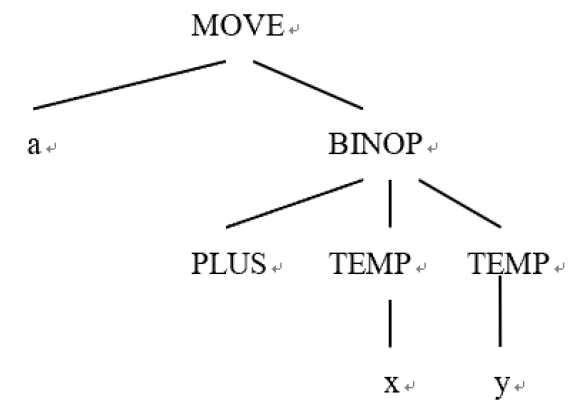 MOVE
a BINOP
PLUS TEMP TEMP
x y